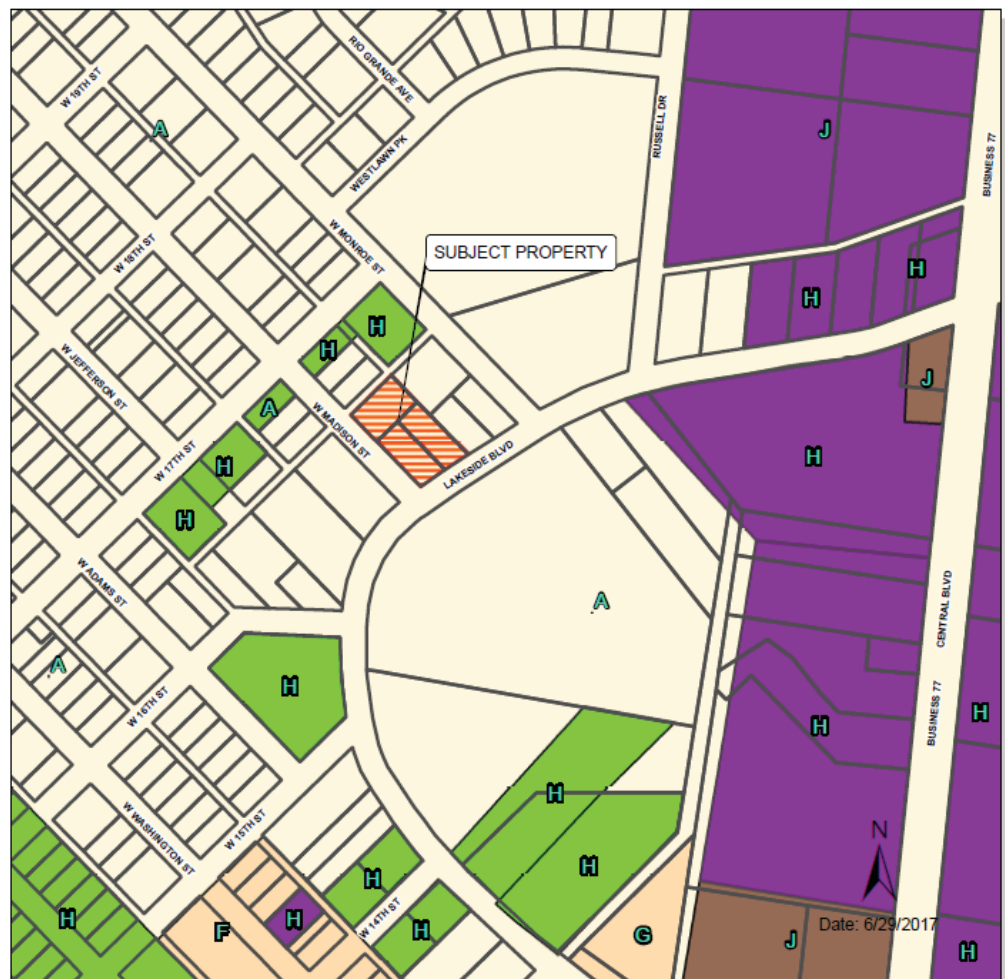 RIO GRANDE AVE
W 19TH ST
A
J
RUSSELL DR
BUSINESS 77
WESTLAWN PK
W 18TH ST
W MONROE ST
SUBJECT PROPERTY
H
H
H
H
W JEFFERSON ST
J
A
W MADISON ST
W 17TH ST
H
LAKESIDE BLVD
H
H
W ADAMS ST
A
CENTRAL BLVD
A
H
W 16TH ST
BUSINESS 77
H
H
H
W WASHINGTON ST
W 15TH ST
N
H
H
H
H
W 14TH ST
F
H
G
J
Date: 6/29/2017
H